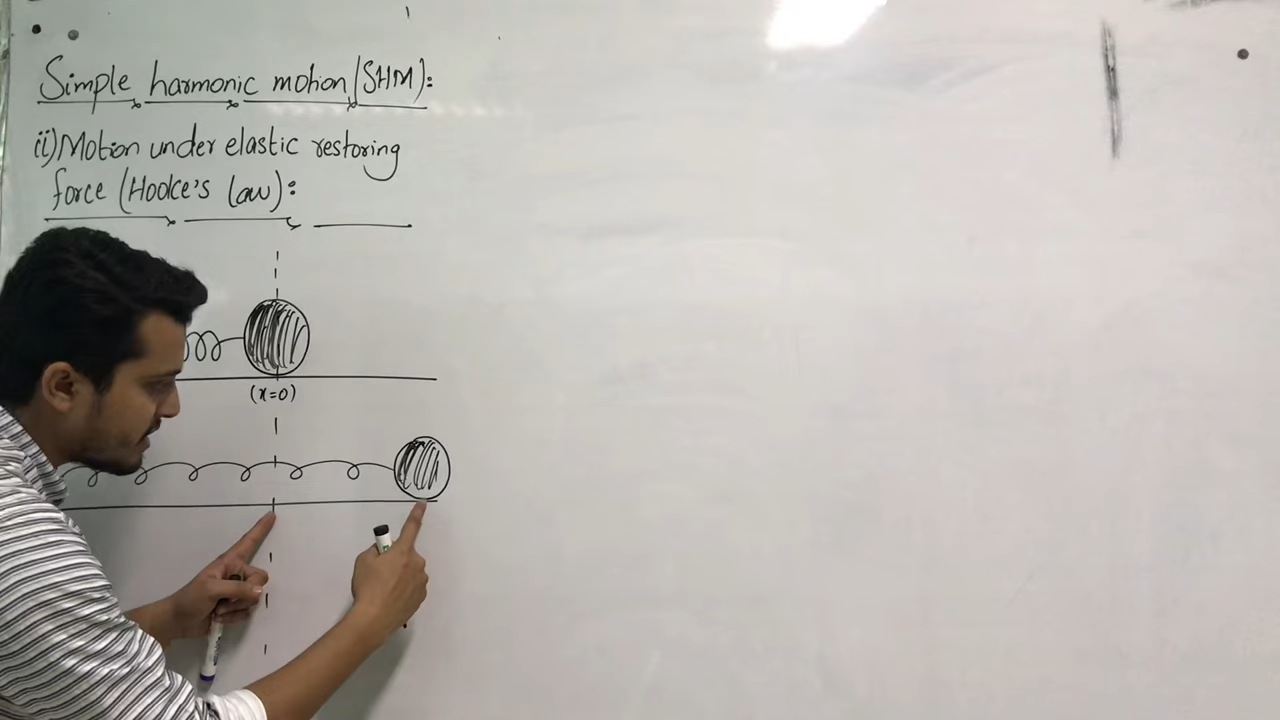 Simple harmonic motion (SHM):
ii) Motion under elastic restoring
force (Hooke's law):
(x=0)